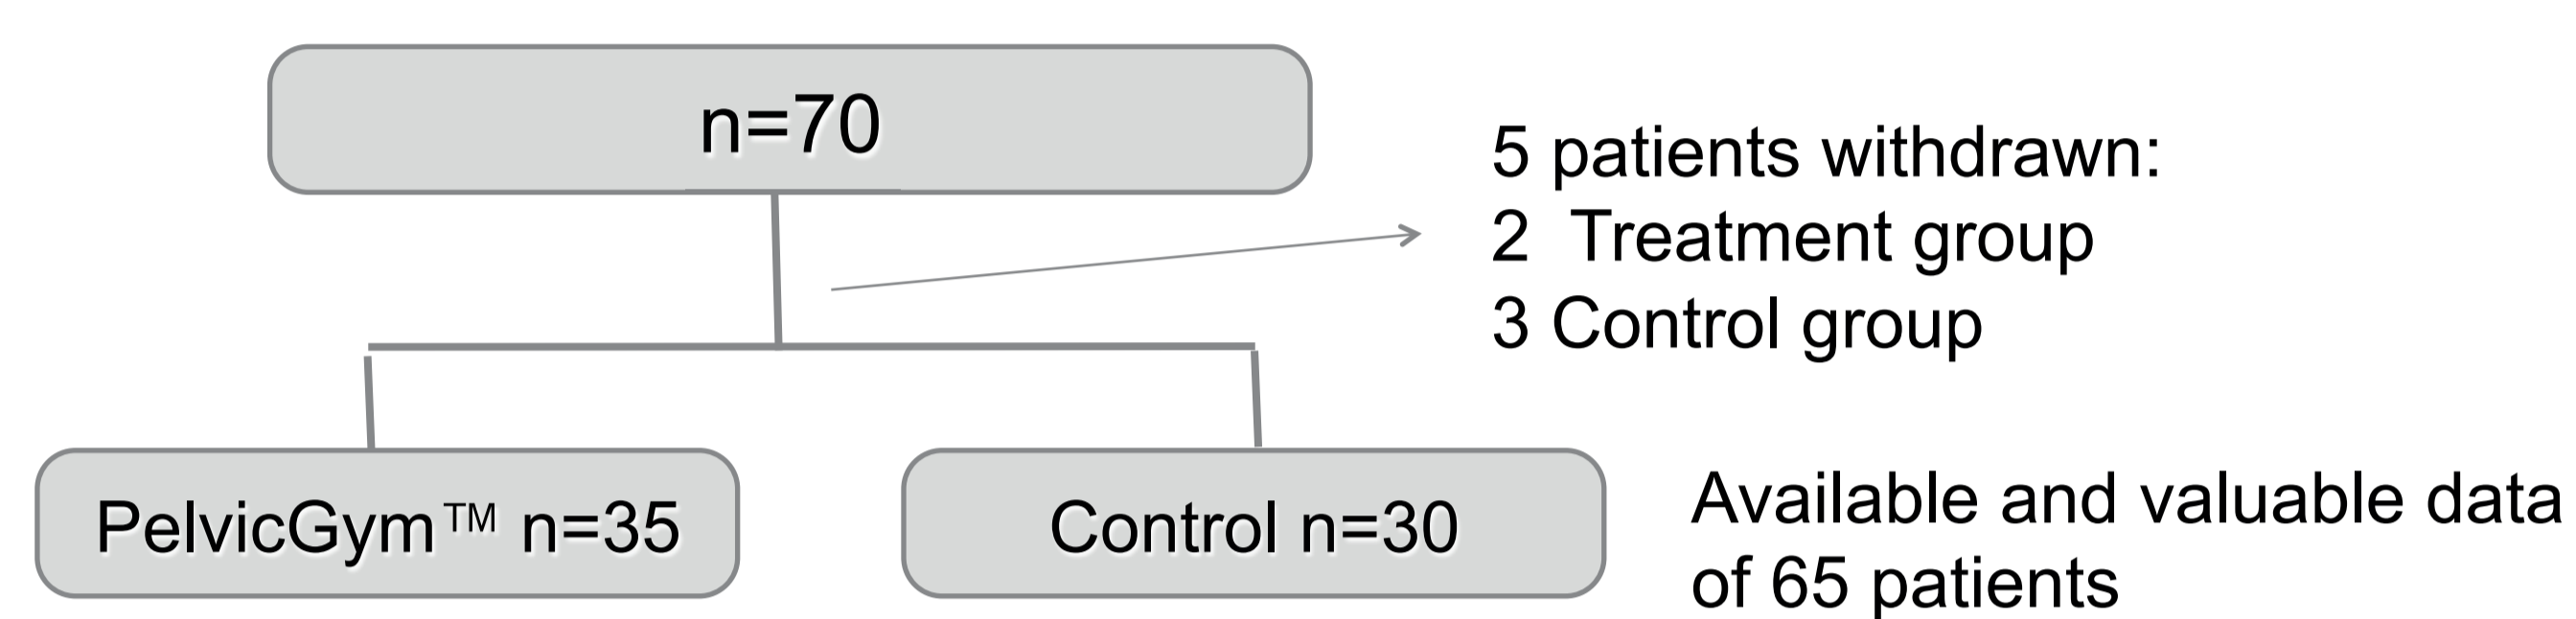 n=70
5 patients withdrawn:
2 Treatment group
3 Control group
PelvicGym™ n=35
Control n=30
Available and valuable data
of 65 patients